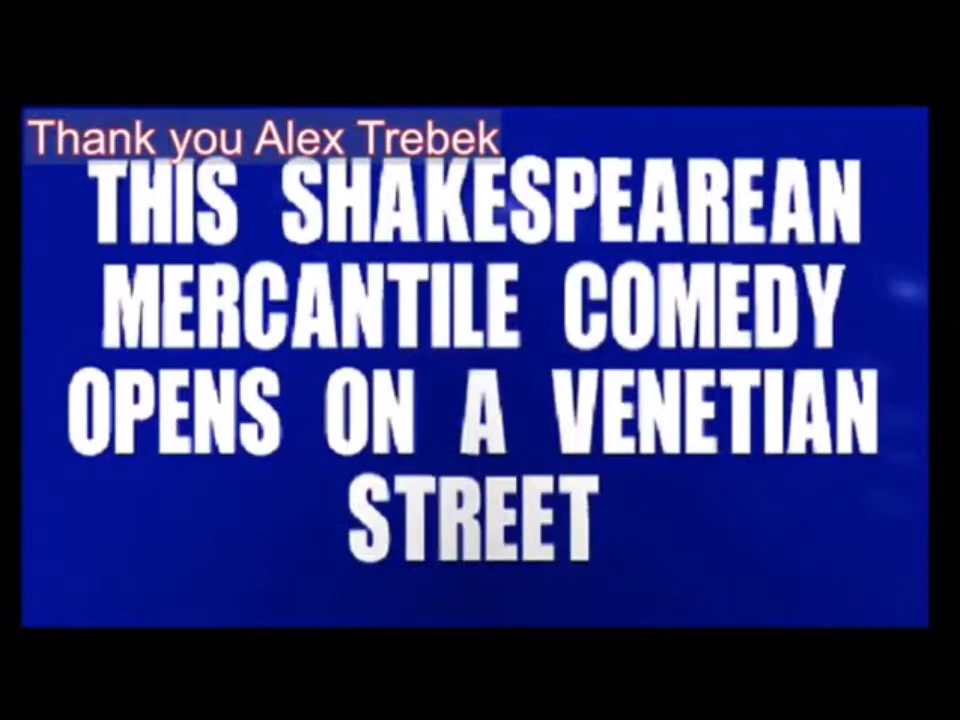 Thank you Alex Trebek
THIS SHAKESPEAREAN
MERCANTILE COMEDY
OPENS ON A VENETIAN
STREET